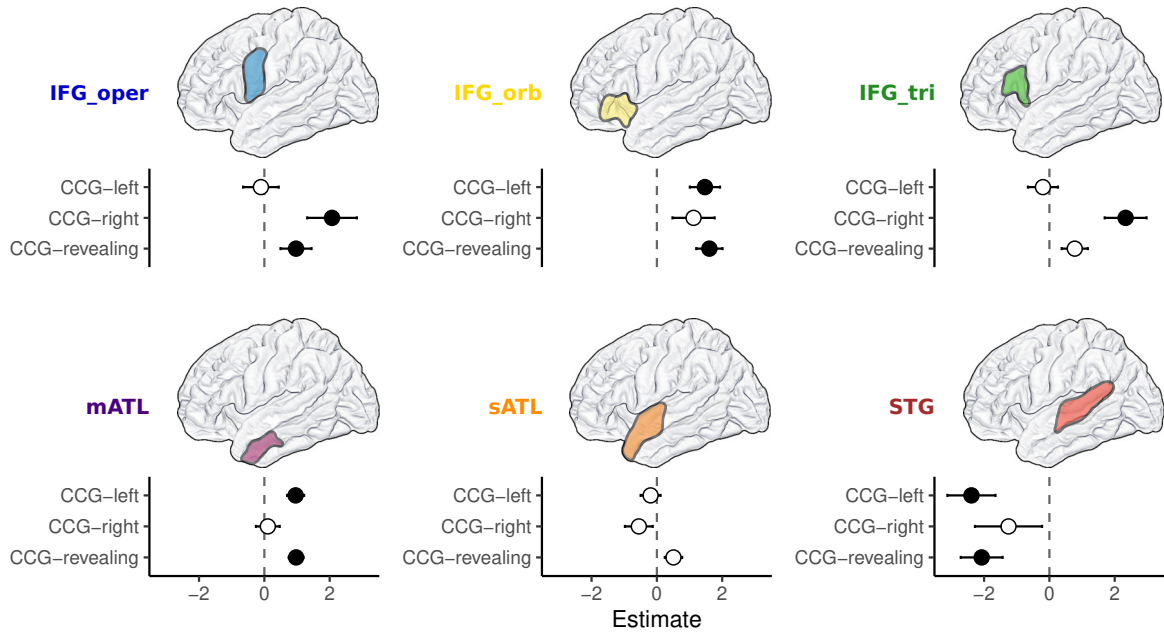 IFG_oper
CCG−left
CCG−right
CCG−revealing
IFG_orb
IFG_tri
mATL
CCG−left
CCG−right
CCG−revealing
−2 0 2
sATL
−2 0 2
STG
−2 0 2
CCG−left
CCG−right
CCG−revealing
CCG−left
CCG−right
CCG−revealing
CCG−left
CCG−right
CCG−revealing
CCG−left
CCG−right
CCG−revealing
Estimate